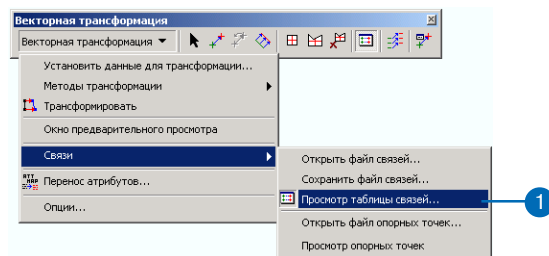 Векторная трансформация
Векторная трансформация
Установить данные для трансформации...
Методы трансформации
Трансформировать
Окно предварительного просмотра
Связи
Перенос атрибутов...
Опции...
Открыть файл связей...
Сохранить файл связей...
Просмотр таблицы связей...
Открыть файл опорных точек...
Просмотр опорных точек
1